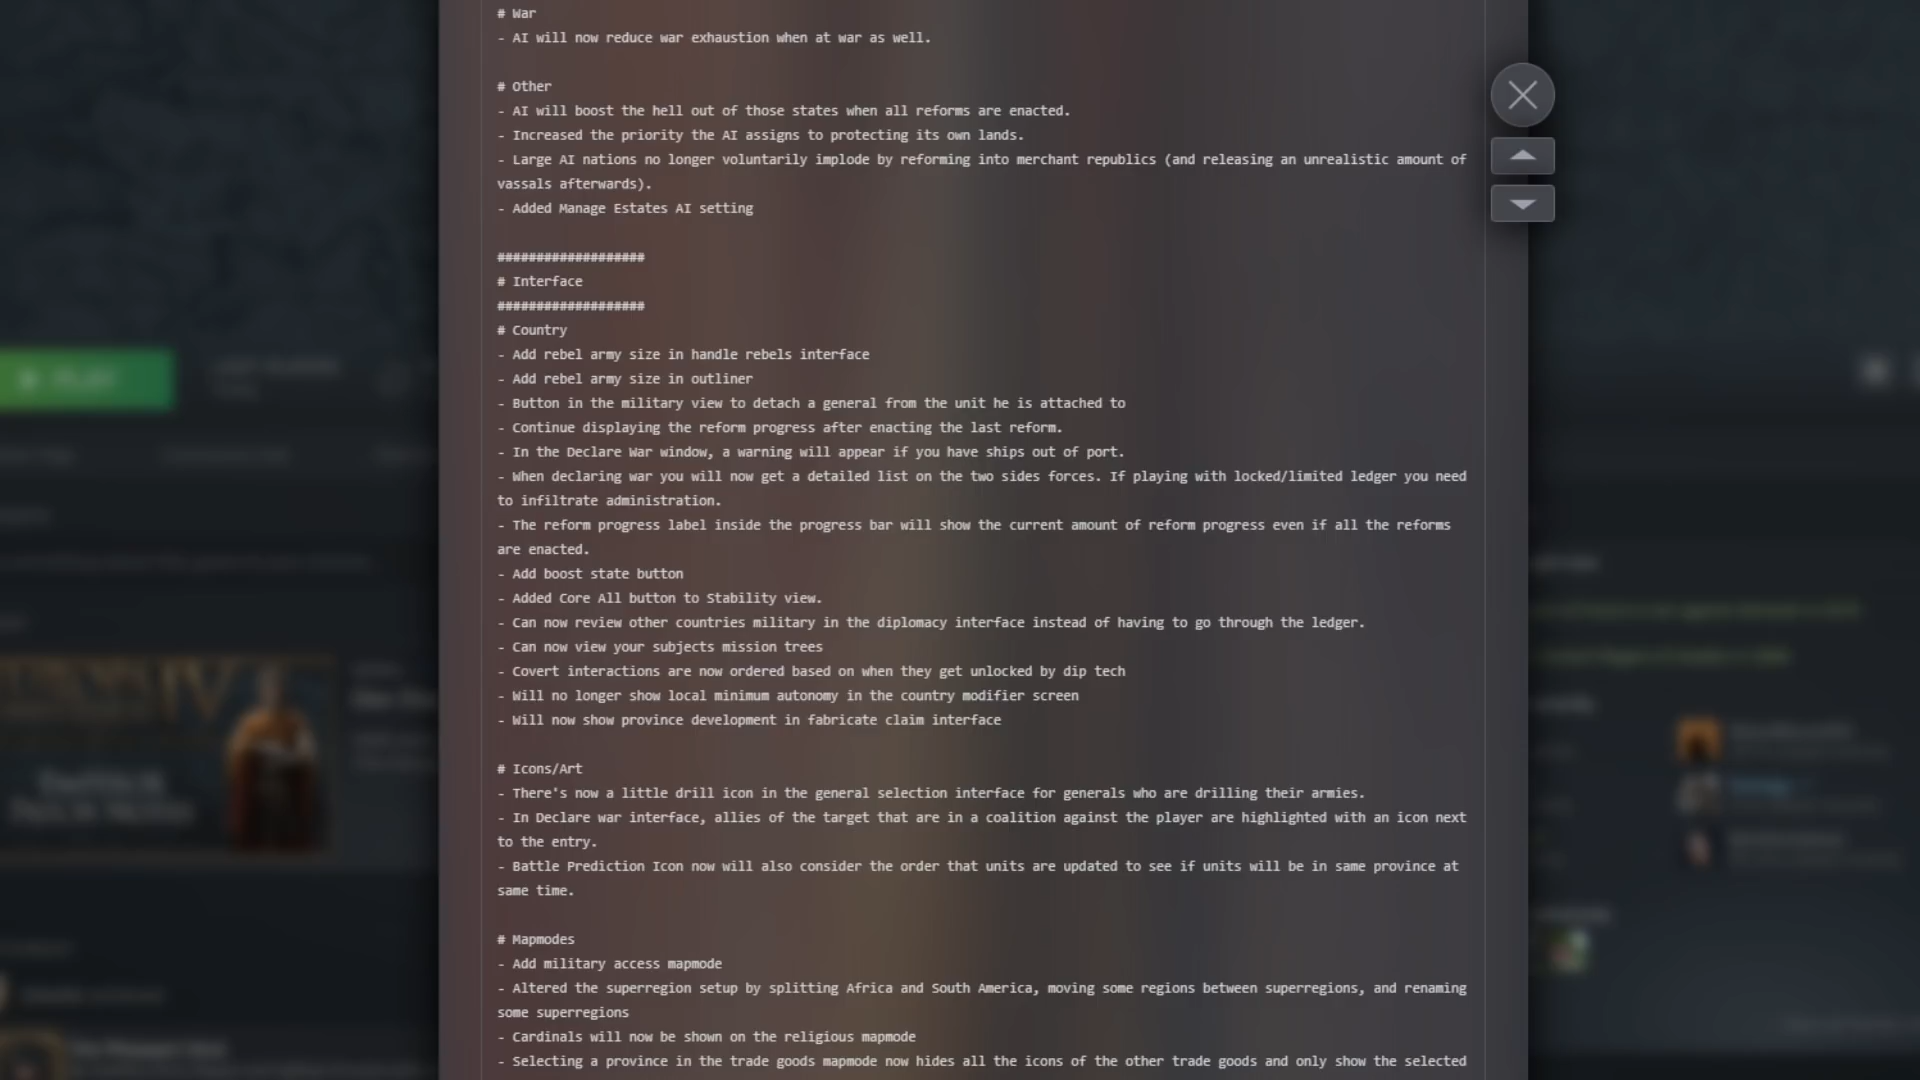 # War
- AI will now reduce war exhaustion when at war as well.
# Other
- AI will boost the hell out of those states when all reforms are enacted.
- Increased the priority the AI assigns to protecting its own lands.
- Large AI nations no longer voluntarily implode by reforming into merchant republics (and releasing an unrealistic amount of
vassals afterwards).
- Added Manage Estates AI setting
###################
# Interface
###################
# Country
- Add rebel army size in handle rebels interface
- Add rebel army size in outliner
- Button in the military view to detach a general from the unit he is attached to
- Continue displaying the reform progress after enacting the last reform.
- In the Declare War window, a warning will appear if you have ships out of port.
- When declaring war you will now get a detailed list on the two sides forces. If playing with locked/limited ledger you need
to infiltrate administration.
- The reform progress label inside the progress bar will show the current amount of reform progress even if all the reforms
are enacted.
- Add boost state button
- Added Core All button to Stability view.
- Can now review other countries military in the diplomacy interface instead of having to go through the ledger.
- Can now view your subjects mission trees
- Covert interactions are now ordered based on when they get unlocked by dip tech
- Will no longer show local minimum autonomy in the country modifier screen
- Will now show province development in fabricate claim interface
# Icons/Art
- There's now a little drill icon in the general selection interface for generals who are drilling their armies.
- In Declare war interface, allies of the target that are in a coalition against the player are highlighted with an icon next
to the entry.
- Battle Prediction Icon now will also consider the order that units are updated to see if units will be in same province at
same time.
# Mapmodes
- Add military access mapmode
- Altered the superregion setup by splitting Africa and South America, moving some regions between superregions, and renaming
some superregions
- Cardinals will now be shown on the religious mapmode
- Selecting a province in the trade goods mapmode now hides all the icons of the other trade goods and only show the selected
PLAY